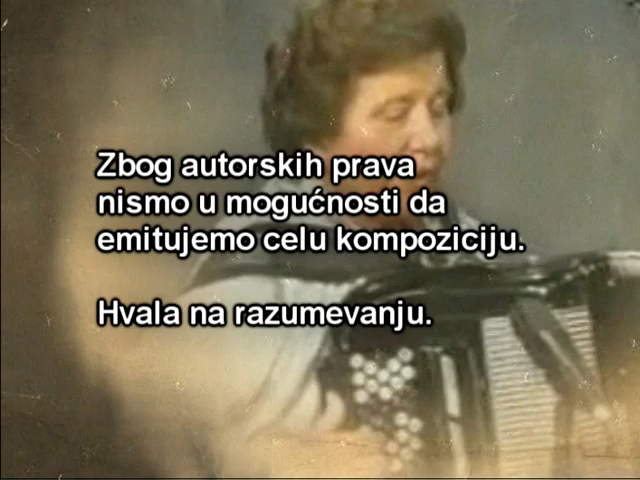 Zbog autorskih prava
nismo u mogućnosti da
emitujemo celu kompoziciju.
Hvala na razumevanju.